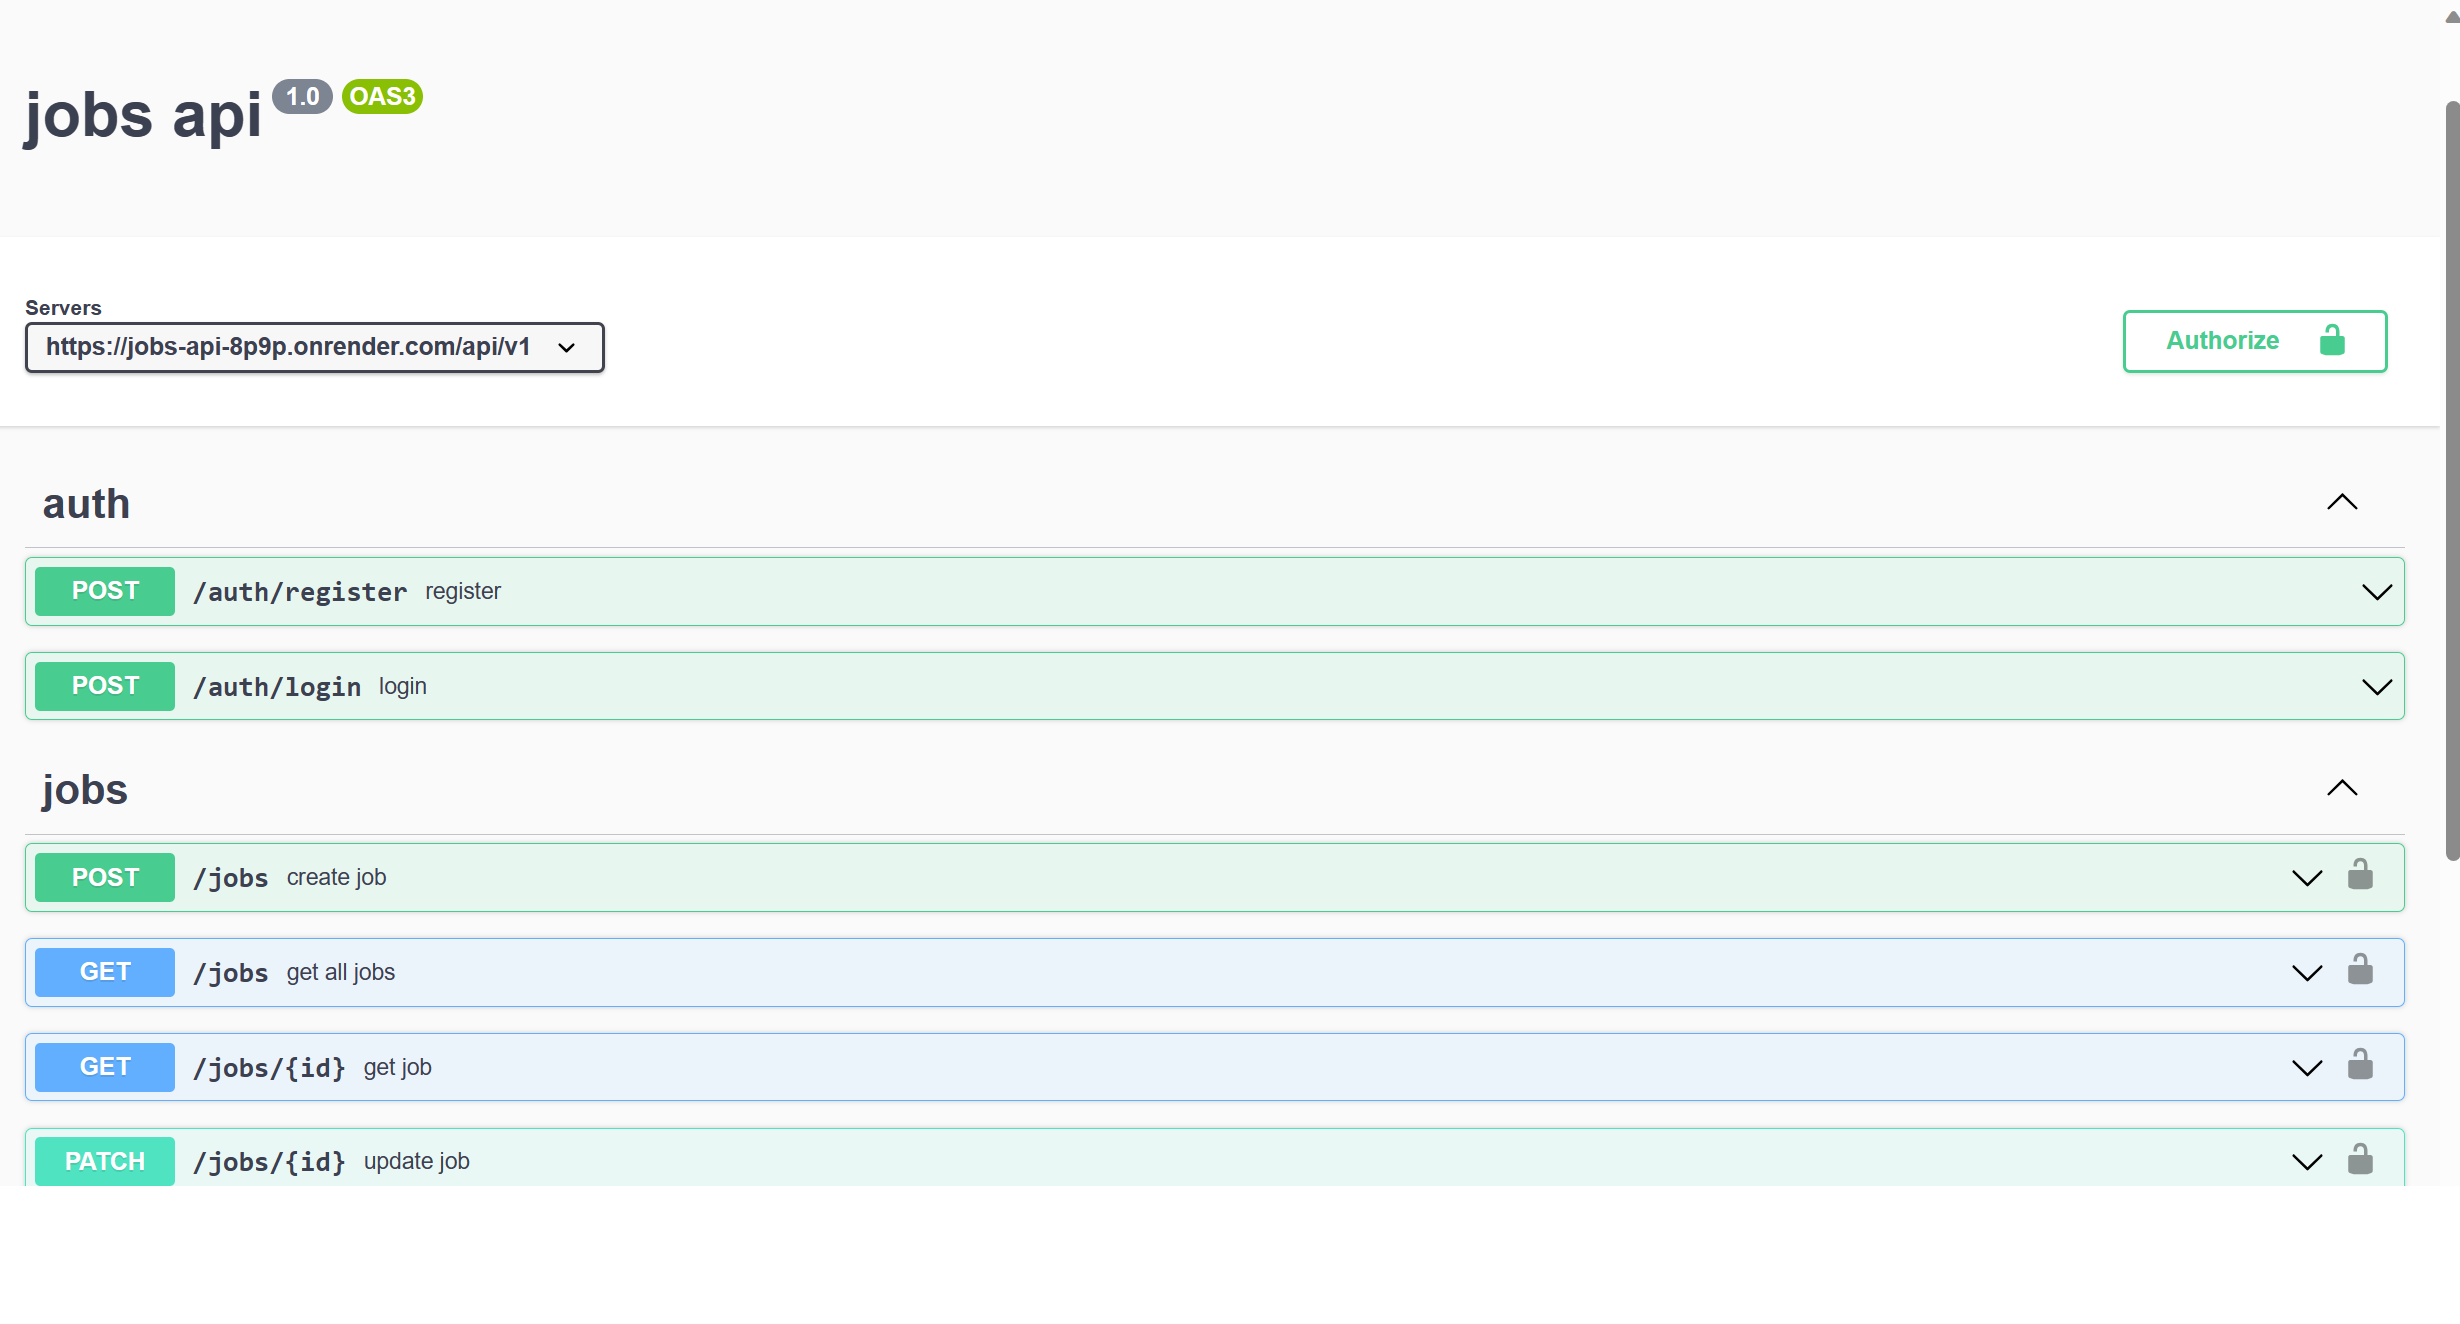 jobs api 1.0 OAS3
Servers
https://jobs-api-8p9p.onrender.com/api/v1
Authorize
auth
POST /auth/register register
POST /auth/login login
jobs
POST /jobs create job
GET /jobs get all jobs
GET /jobs/{id} get job
PATCH /jobs/{id} update job